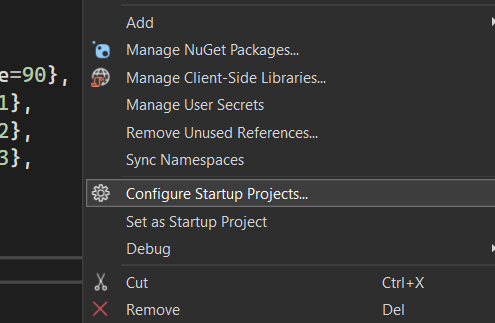 Add
Manage NuGet Packages...
e=90},
Manage Client-Side Libraries...
1},
Manage User Secrets
2},
Remove Unused References...
3},
Sync Namespaces
Configure Startup Projects...
Set as Startup Project
Debug
Cut Ctrl+X
Remove Del